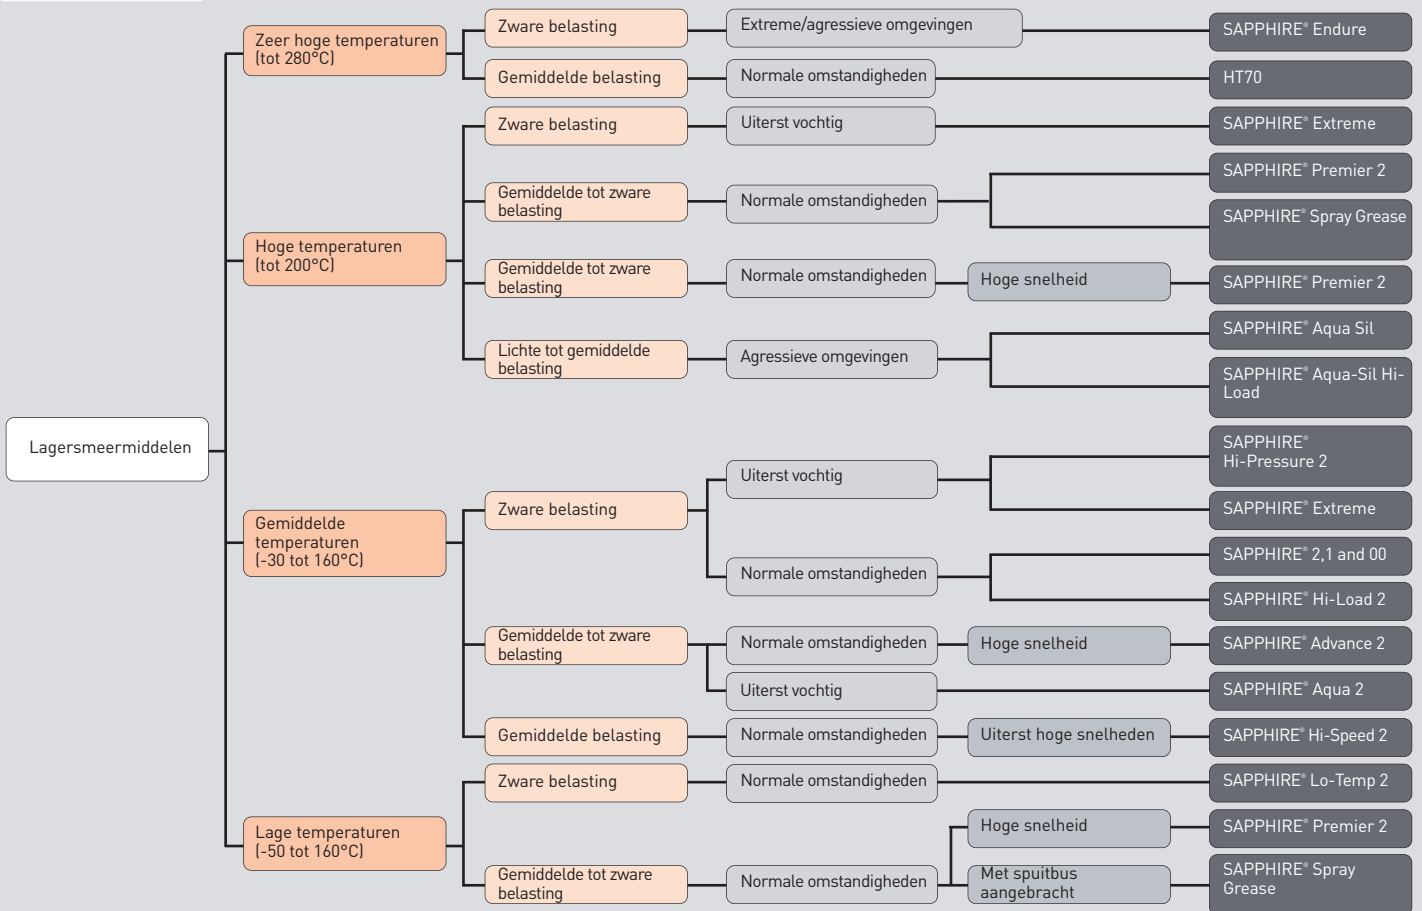 Lagersmeermiddelen
Zeer hoge temperaturen
(tot 280°C)
Zware belasting
Extreme/agressieve omgevingen
SAPPHIRE® Endure
Gemiddelde belasting
Normale omstandigheden
HT70
Hoge temperaturen
(tot 200°C)
Zware belasting
Uiterst vochtig
SAPPHIRE® Extreme
Gemiddelde tot zware
belasting
Normale omstandigheden
SAPPHIRE® Premier 2
SAPPHIRE® Spray Grease
Gemiddelde tot zware
belasting
Normale omstandigheden
Hoge snelheid
SAPPHIRE® Premier 2
Lichte tot gemiddelde
belasting
Agressieve omgevingen
SAPPHIRE® Aqua Sil
SAPPHIRE® Aqua-Sil Hi-
Load
Gemiddelde
temperaturen
(-30 tot 160°C)
Zware belasting
Uiterst vochtig
SAPPHIRE®
Hi-Pressure 2
SAPPHIRE® Extreme
Normale omstandigheden
SAPPHIRE® 2,1 and 00
SAPPHIRE® Hi-Load 2
Gemiddelde tot zware
belasting
Normale omstandigheden
Hoge snelheid
SAPPHIRE® Advance 2
Uiterst vochtig
SAPPHIRE® Aqua 2
Gemiddelde belasting
Normale omstandigheden
Uiterst hoge snelheden
SAPPHIRE® Hi-Speed 2
Lage temperaturen
(-50 tot 160°C)
Zware belasting
Normale omstandigheden
SAPPHIRE® Lo-Temp 2
Gemiddelde tot zware
belasting
Normale omstandigheden
Hoge snelheid
SAPPHIRE® Premier 2
Met spuitbus
aangebracht
SAPPHIRE® Spray
Grease